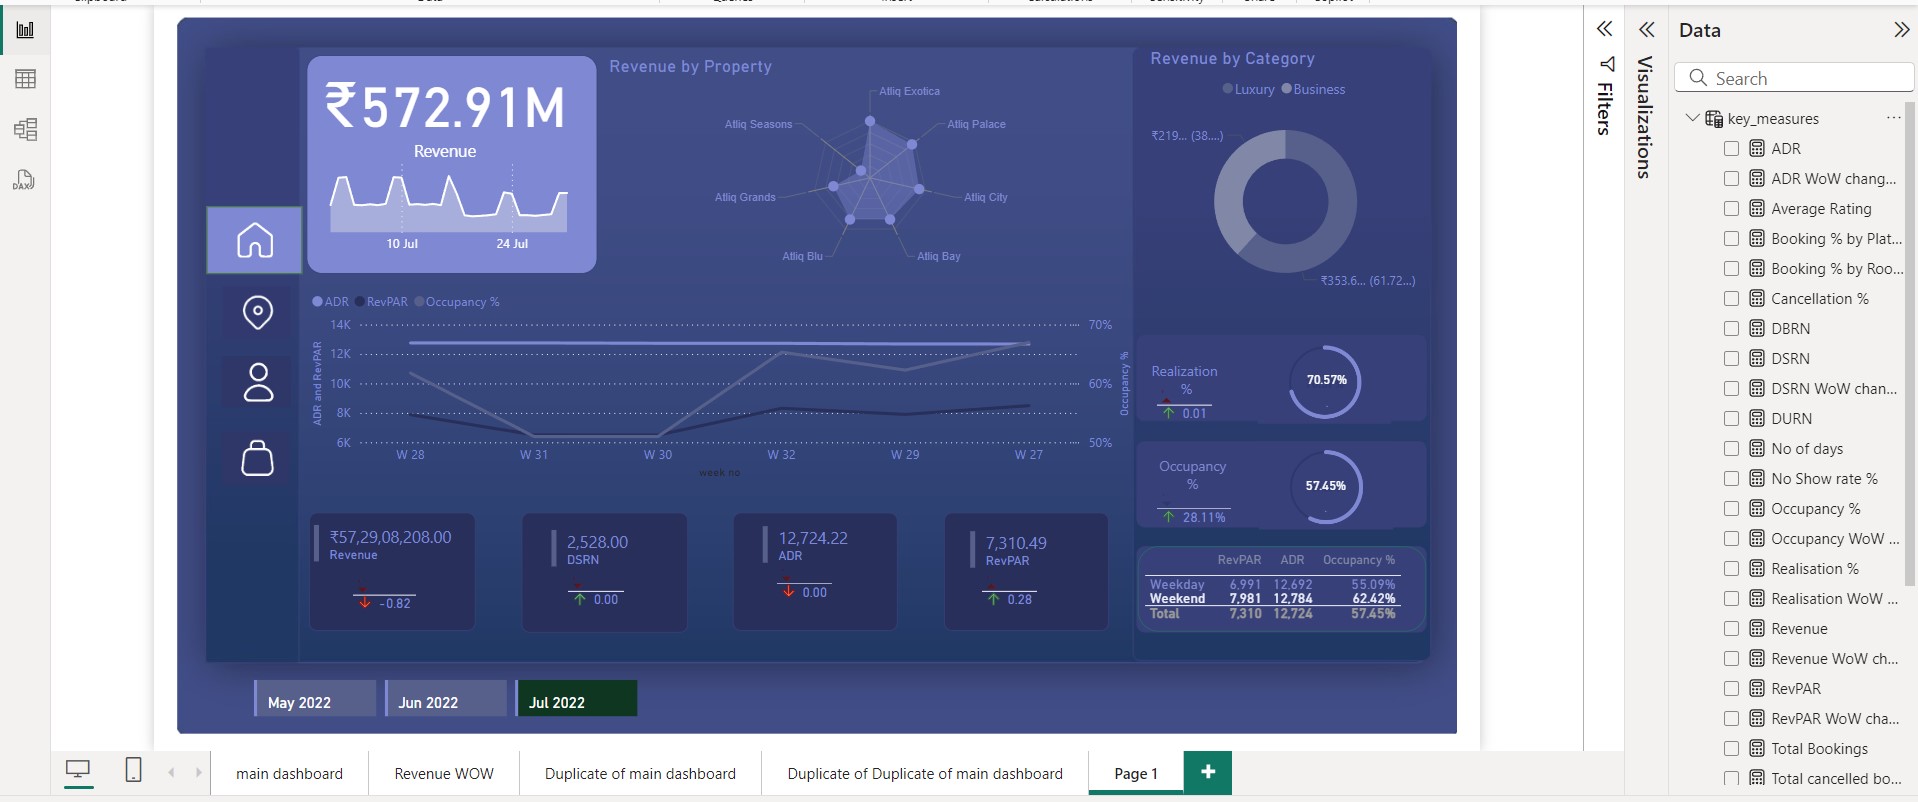 Data
Search
Filters
Visualizations
key_measures
ADR
ADR WoW chang...
Average Rating
Booking % by Plat...
Booking % by Roo...
Cancellation %
DBRN
DSRN
DSRN WoW chan...
DURN
No of days
No Show rate %
Occupancy %
Occupancy WoW ...
Realisation %
Realisation WoW ...
Revenue
Revenue WoW ch...
RevPAR
RevPAR WoW cha...
Total Bookings
Total cancelled bo...
DAX
₹572.91M
Revenue
10 Jul 24 Jul
Revenue by Property
Atliq Exotica
Atliq Seasons
Atliq Palace
Atliq Grands
Atliq City
Atliq Blu
Atliq Bay
Revenue by Category
Luxury Business
₹219... (38....)
₹353.6... (61.72...)
ADR RevPAR Occupancy %
ADR and RevPAR
14K
12K
10K
8K
6K
70%
60%
50%
Occupancy %
W 28 W 31 W 30 W 32 W 29 W 27
week no
Realization
%
0.01
70.57%
Occupancy
%
28.11%
57.45%
₹57,29,08,208.00
Revenue
-0.82
2,528.00
DSRN
0.00
12,724.22
ADR
0.00
7,310.49
RevPAR
0.28
RevPAR ADR Occupancy %
Weekday 6,991 12,692 55.09%
Weekend 7,981 12,784 62.42%
Total 7,310 12,724 57.45%
May 2022
Jun 2022
Jul 2022
main dashboard
Revenue WOW
Duplicate of main dashboard
Duplicate of Duplicate of main dashboard
Page 1